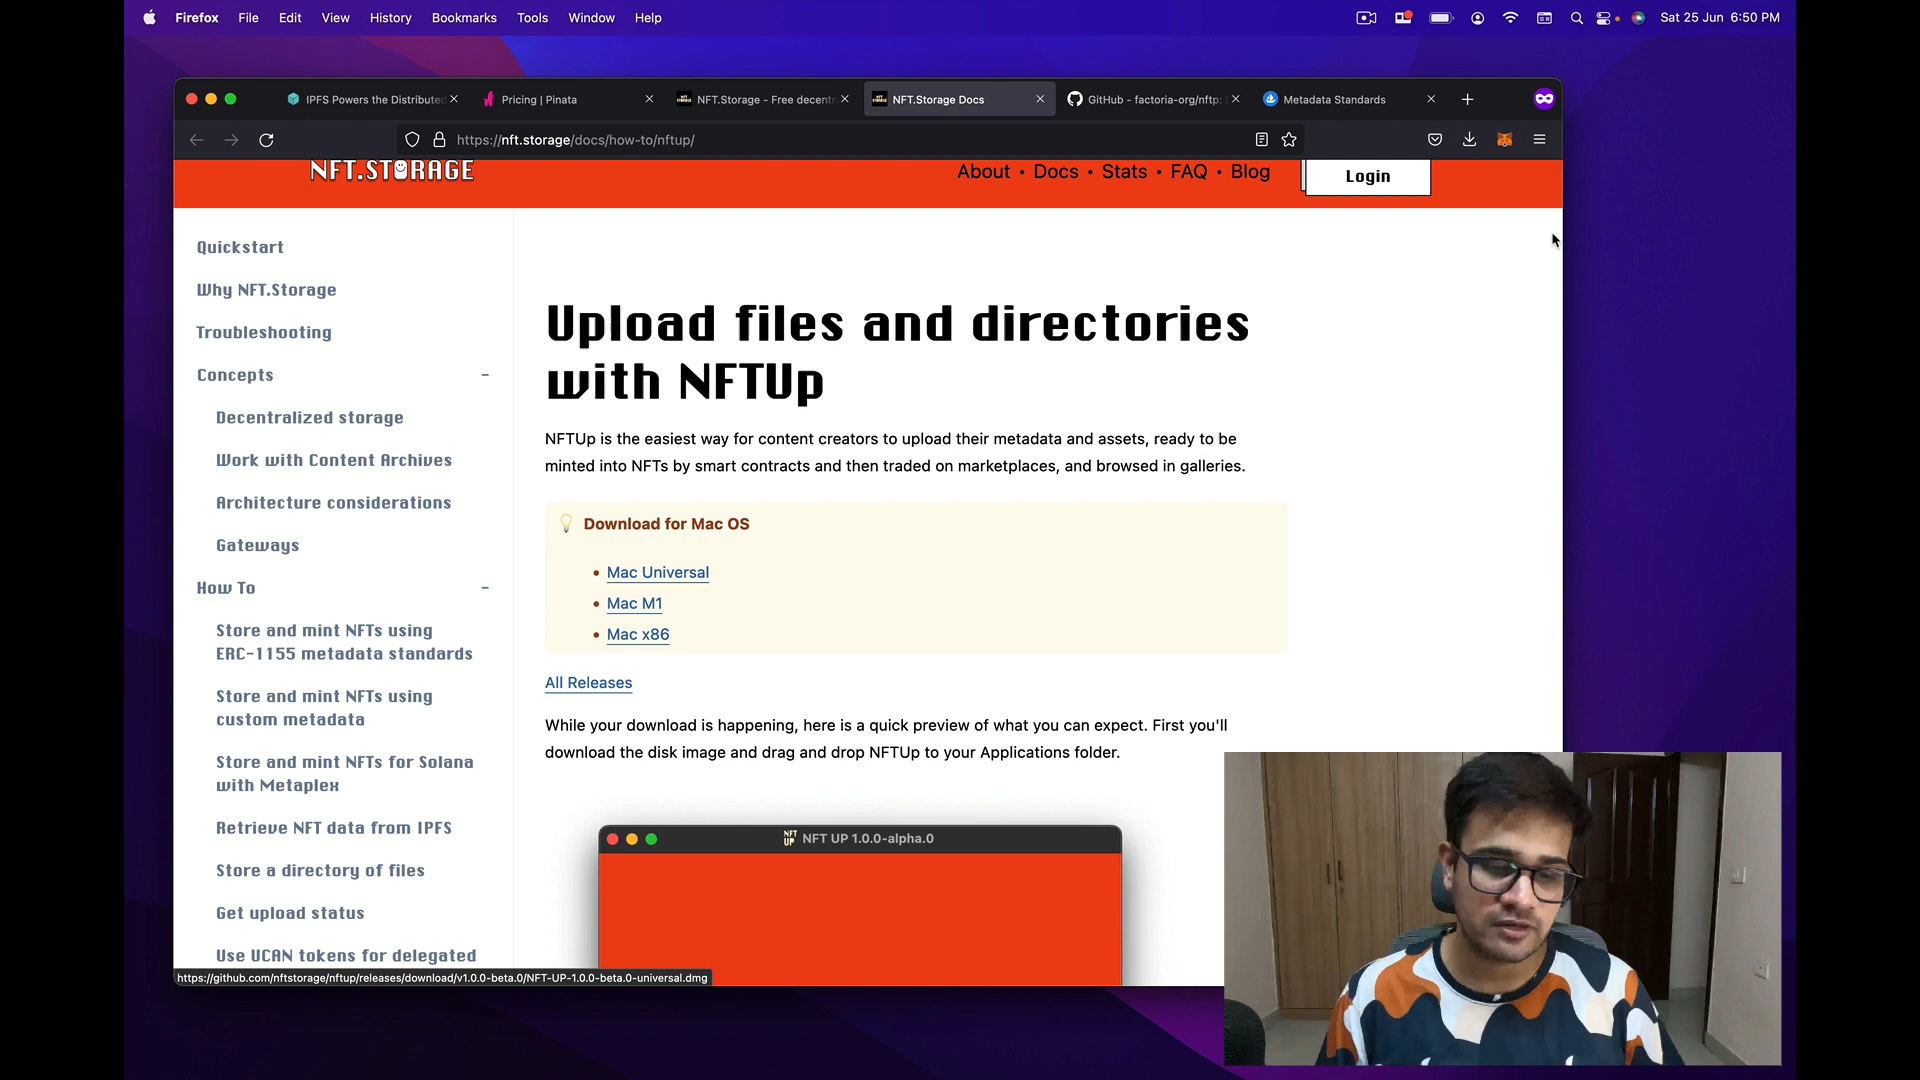 Firefox File Edit View History Bookmarks Tools Window Help Sat 25 Jun 6:50 PM
IPFS Powers the Distributed Pricing | Pinata NFT.Storage - Free decentr NFT.Storage Docs GitHub - factoria-org/nftp: Metadata Standards
https://nft.storage/docs/how-to/nftup/
NFT.STORAGE About • Docs • Stats • FAQ • Blog Login
Quickstart
Why NFT.Storage
Troubleshooting
Concepts -
Decentralized storage
Work with Content Archives
Architecture considerations
Gateways
How To -
Store and mint NFTs using
ERC-1155 metadata standards
Store and mint NFTs using
custom metadata
Store and mint NFTs for Solana
with Metaplex
Retrieve NFT data from IPFS
Store a directory of files
Get upload status
Use UCAN tokens for delegated
Upload files and directories
with NFTUp
NFTUp is the easiest way for content creators to upload their metadata and assets, ready to be
minted into NFTs by smart contracts and then traded on marketplaces, and browsed in galleries.
Download for Mac OS
• Mac Universal
• Mac M1
• Mac x86
All Releases
While your download is happening, here is a quick preview of what you can expect. First you'll
download the disk image and drag and drop NFTUp to your Applications folder.
NFT UP NFT UP 1.0.0-alpha.0
https://github.com/nftstorage/nftup/releases/download/v1.0.0-beta.0/NFT-UP-1.0.0-beta.0-universal.dmg